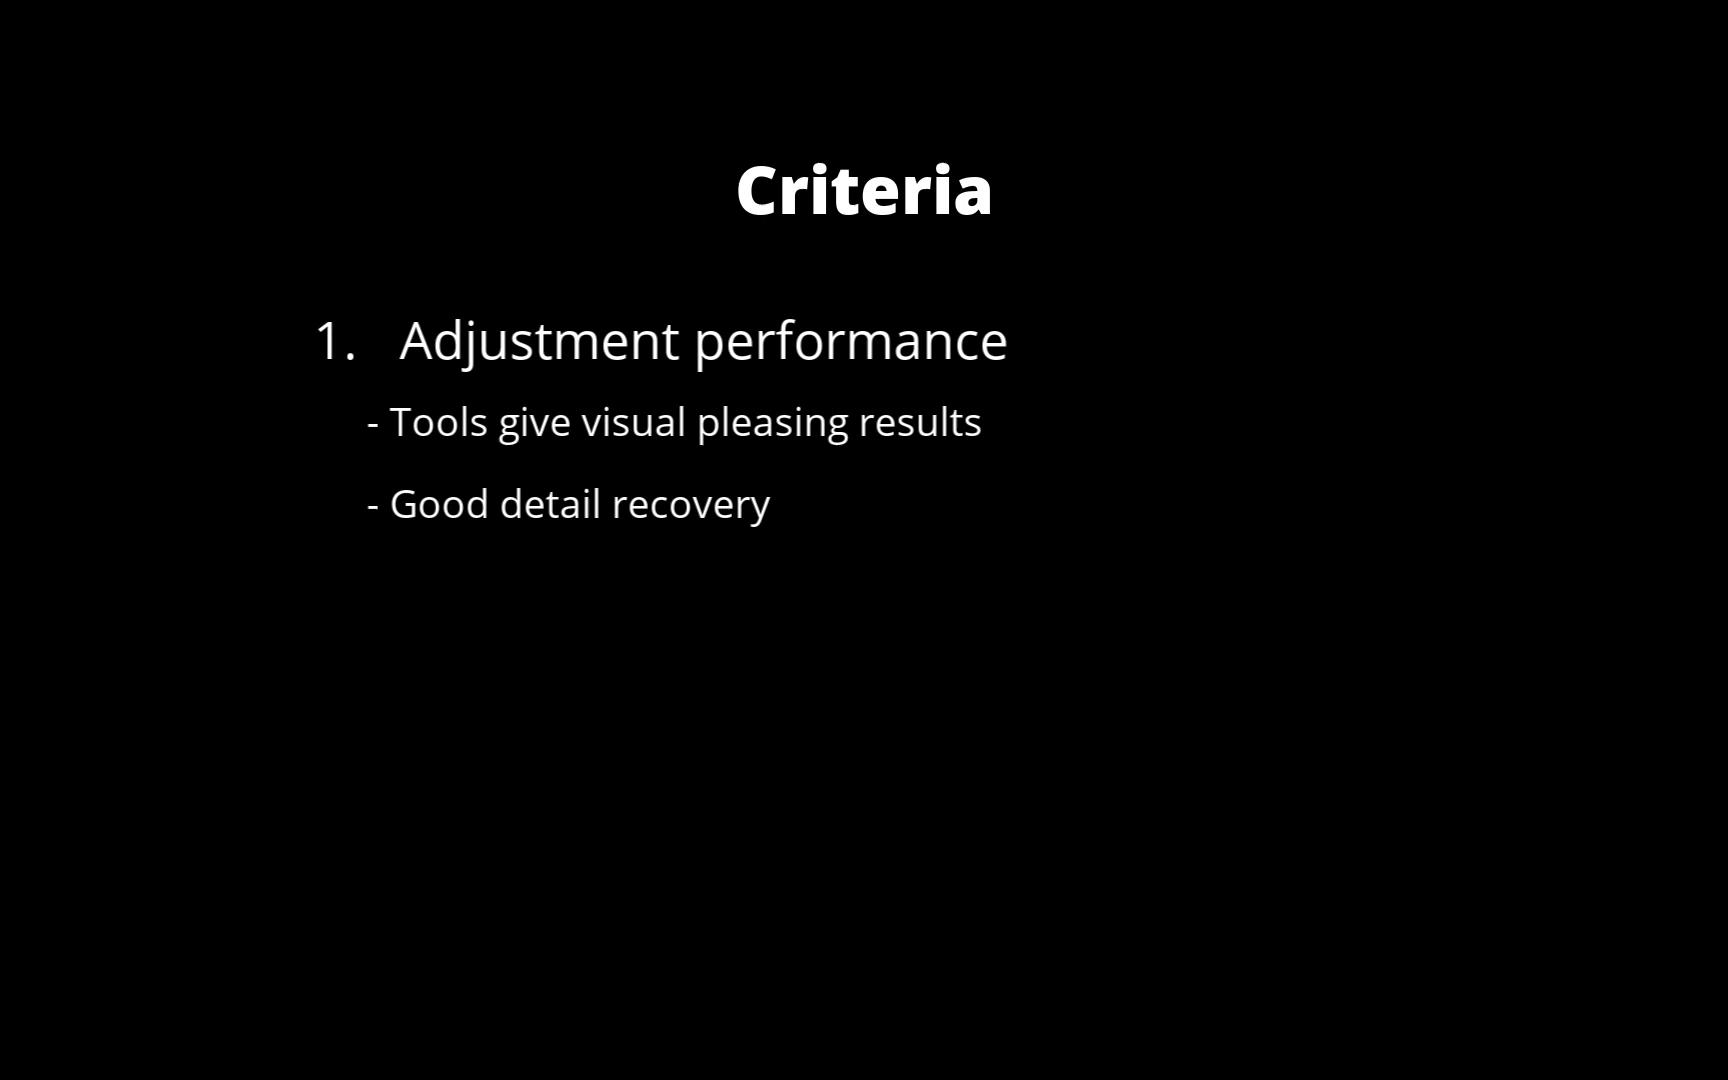 Criteria
1. Adjustment performance
- Tools give visual pleasing results
- Good detail recovery